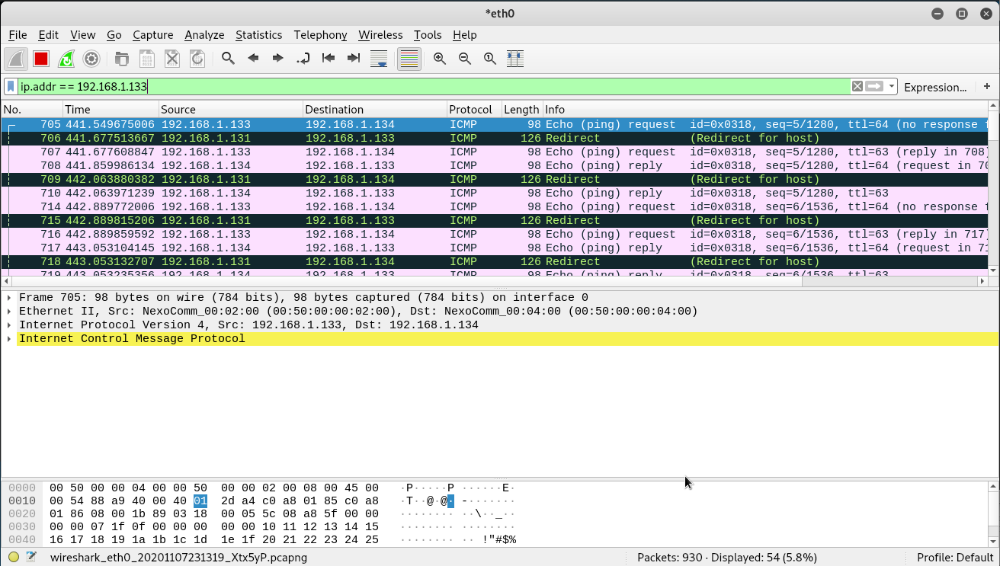 *eth0
File Edit View Go Capture Analyze Statistics Telephony Wireless Tools Help
ip.addr == 192.168.1.133 Expression... +
No. Time Source Destination Protocol Length Info
705 441.549675006 192.168.1.133 192.168.1.134 ICMP 98 Echo (ping) request id=0x0318, seq=5/1280, ttl=64 (no response f
706 441.677513667 192.168.1.131 192.168.1.133 ICMP 126 Redirect (Redirect for host)
707 441.677608847 192.168.1.133 192.168.1.134 ICMP 98 Echo (ping) request id=0x0318, seq=5/1280, ttl=63 (reply in 708)
708 441.859986134 192.168.1.134 192.168.1.133 ICMP 98 Echo (ping) reply id=0x0318, seq=5/1280, ttl=64 (request in 70
709 442.063880382 192.168.1.131 192.168.1.134 ICMP 126 Redirect (Redirect for host)
710 442.063971239 192.168.1.134 192.168.1.133 ICMP 98 Echo (ping) reply id=0x0318, seq=5/1280, ttl=63
714 442.889772006 192.168.1.133 192.168.1.134 ICMP 98 Echo (ping) request id=0x0318, seq=6/1536, ttl=64 (no response f
715 442.889815206 192.168.1.131 192.168.1.133 ICMP 126 Redirect (Redirect for host)
716 442.889859592 192.168.1.133 192.168.1.134 ICMP 98 Echo (ping) request id=0x0318, seq=6/1536, ttl=63 (reply in 717)
717 443.053104145 192.168.1.134 192.168.1.133 ICMP 98 Echo (ping) reply id=0x0318, seq=6/1536, ttl=64 (request in 71
718 443.053132707 192.168.1.131 192.168.1.134 ICMP 126 Redirect (Redirect for host)
719 443.053235356 192.168.1.134 192.168.1.133 ICMP 98 Echo (ping) reply id=0x0318, seq=6/1536, ttl=63
Frame 705: 98 bytes on wire (784 bits), 98 bytes captured (784 bits) on interface 0
Ethernet II, Src: NexoComm_00:02:00 (00:50:00:00:02:00), Dst: NexoComm_00:04:00 (00:50:00:00:04:00)
Internet Protocol Version 4, Src: 192.168.1.133, Dst: 192.168.1.134
Internet Control Message Protocol
0000 00 50 00 00 04 00 00 50 00 00 02 00 08 00 45 00 ·P·····P ······E·
0010 00 54 88 a9 40 00 40 01 2d a4 c0 a8 01 85 c0 a8 ·T··@·@· -·······
0020 01 86 08 00 1b 89 03 18 00 05 5c 08 a8 5f 00 00 ········ ··\··_··
0030 00 00 07 1f 0f 00 00 00 00 00 10 11 12 13 14 15 ········ ········
0040 16 17 18 19 1a 1b 1c 1d 1e 1f 20 21 22 23 24 25 ········ ·· !"#$%
wireshark_eth0_20201107231319_Xtx5yP.pcapng Packets: 930 · Displayed: 54 (5.8%) Profile: Default